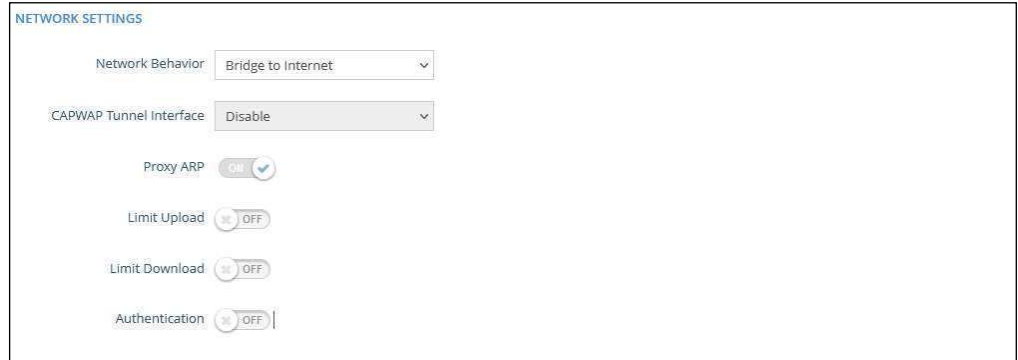 NETWORK SETTINGS
Network Behavior Bridge to Internet
CAPWAP Tunnel Interface Disable
Proxy ARP ON
Limit Upload OFF
Limit Download OFF
Authentication OFF